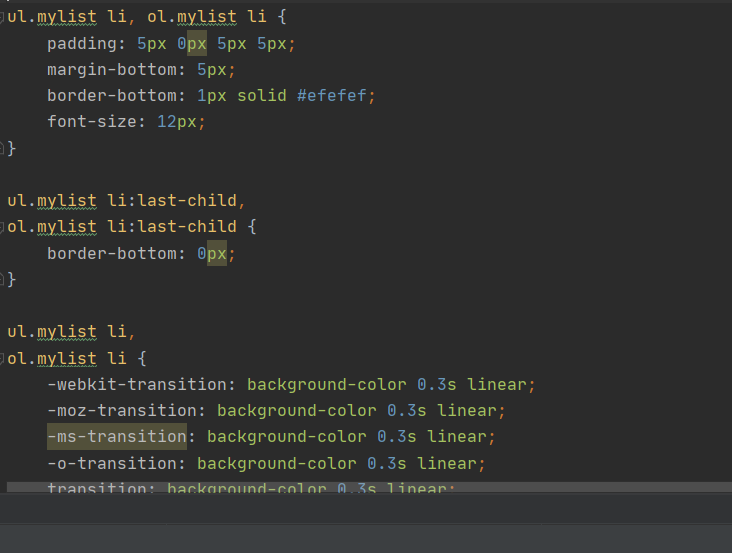 ul.mylist li, ol.mylist li {
padding: 5px 0px 5px 5px;
margin-bottom: 5px;
border-bottom: 1px solid #efefef;
font-size: 12px;
}
ul.mylist li:last-child,
ol.mylist li:last-child {
border-bottom: 0px;
}
ul.mylist li,
ol.mylist li {
-webkit-transition: background-color 0.3s linear;
-moz-transition: background-color 0.3s linear;
-ms-transition: background-color 0.3s linear;
-o-transition: background-color 0.3s linear;
transition: background-color 0.3s linear;